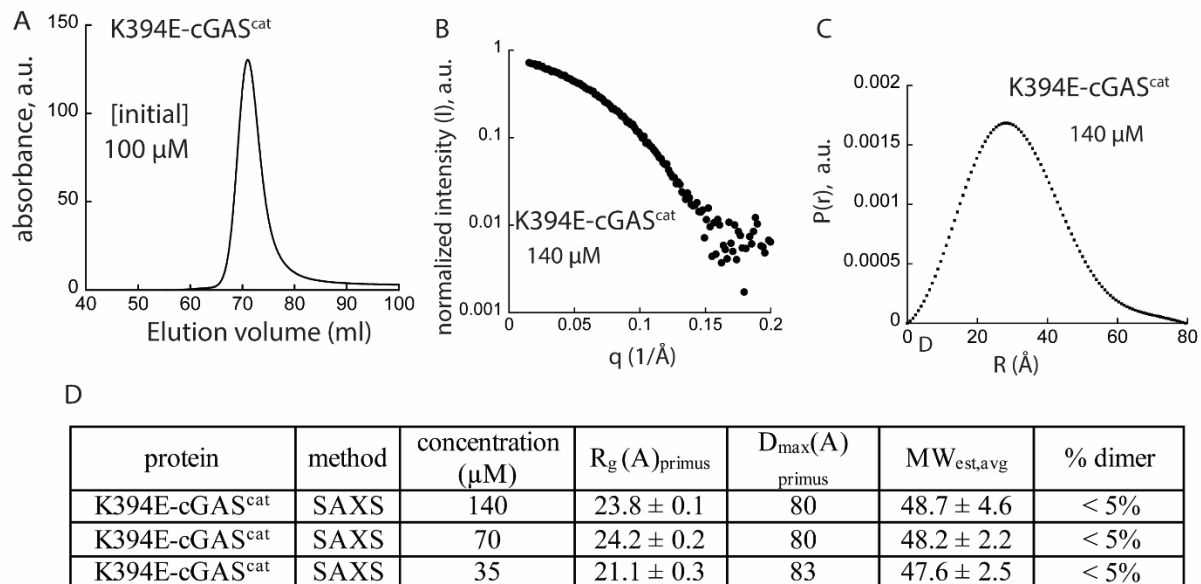 A
K394E-cGAScat
[initial]
100 µM
absorbance, a.u.
150
100
50
0
40 50 60 70 80 90 100
Elution volume (ml)
B
normalized intensity (I), a.u.
1
0.1
0.01
0.001
K394E-cGAScat
140 µM
0 0.05 0.1 0.15 0.2
q (1/Å)
C
K394E-cGAScat
140 µM
P(r), a.u.
0.002
0.0015
0.001
0.0005
0
0 20 40 60 80
D
R (Å)
D
protein method concentration (µM) Rg (A)primus Dmax(A) primus MWest,avg % dimer
K394E-cGAScat SAXS 140 23.8 ± 0.1 80 48.7 ± 4.6 < 5%
K394E-cGAScat SAXS 70 24.2 ± 0.2 80 48.2 ± 2.2 < 5%
K394E-cGAScat SAXS 35 21.1 ± 0.3 83 47.6 ± 2.5 < 5%